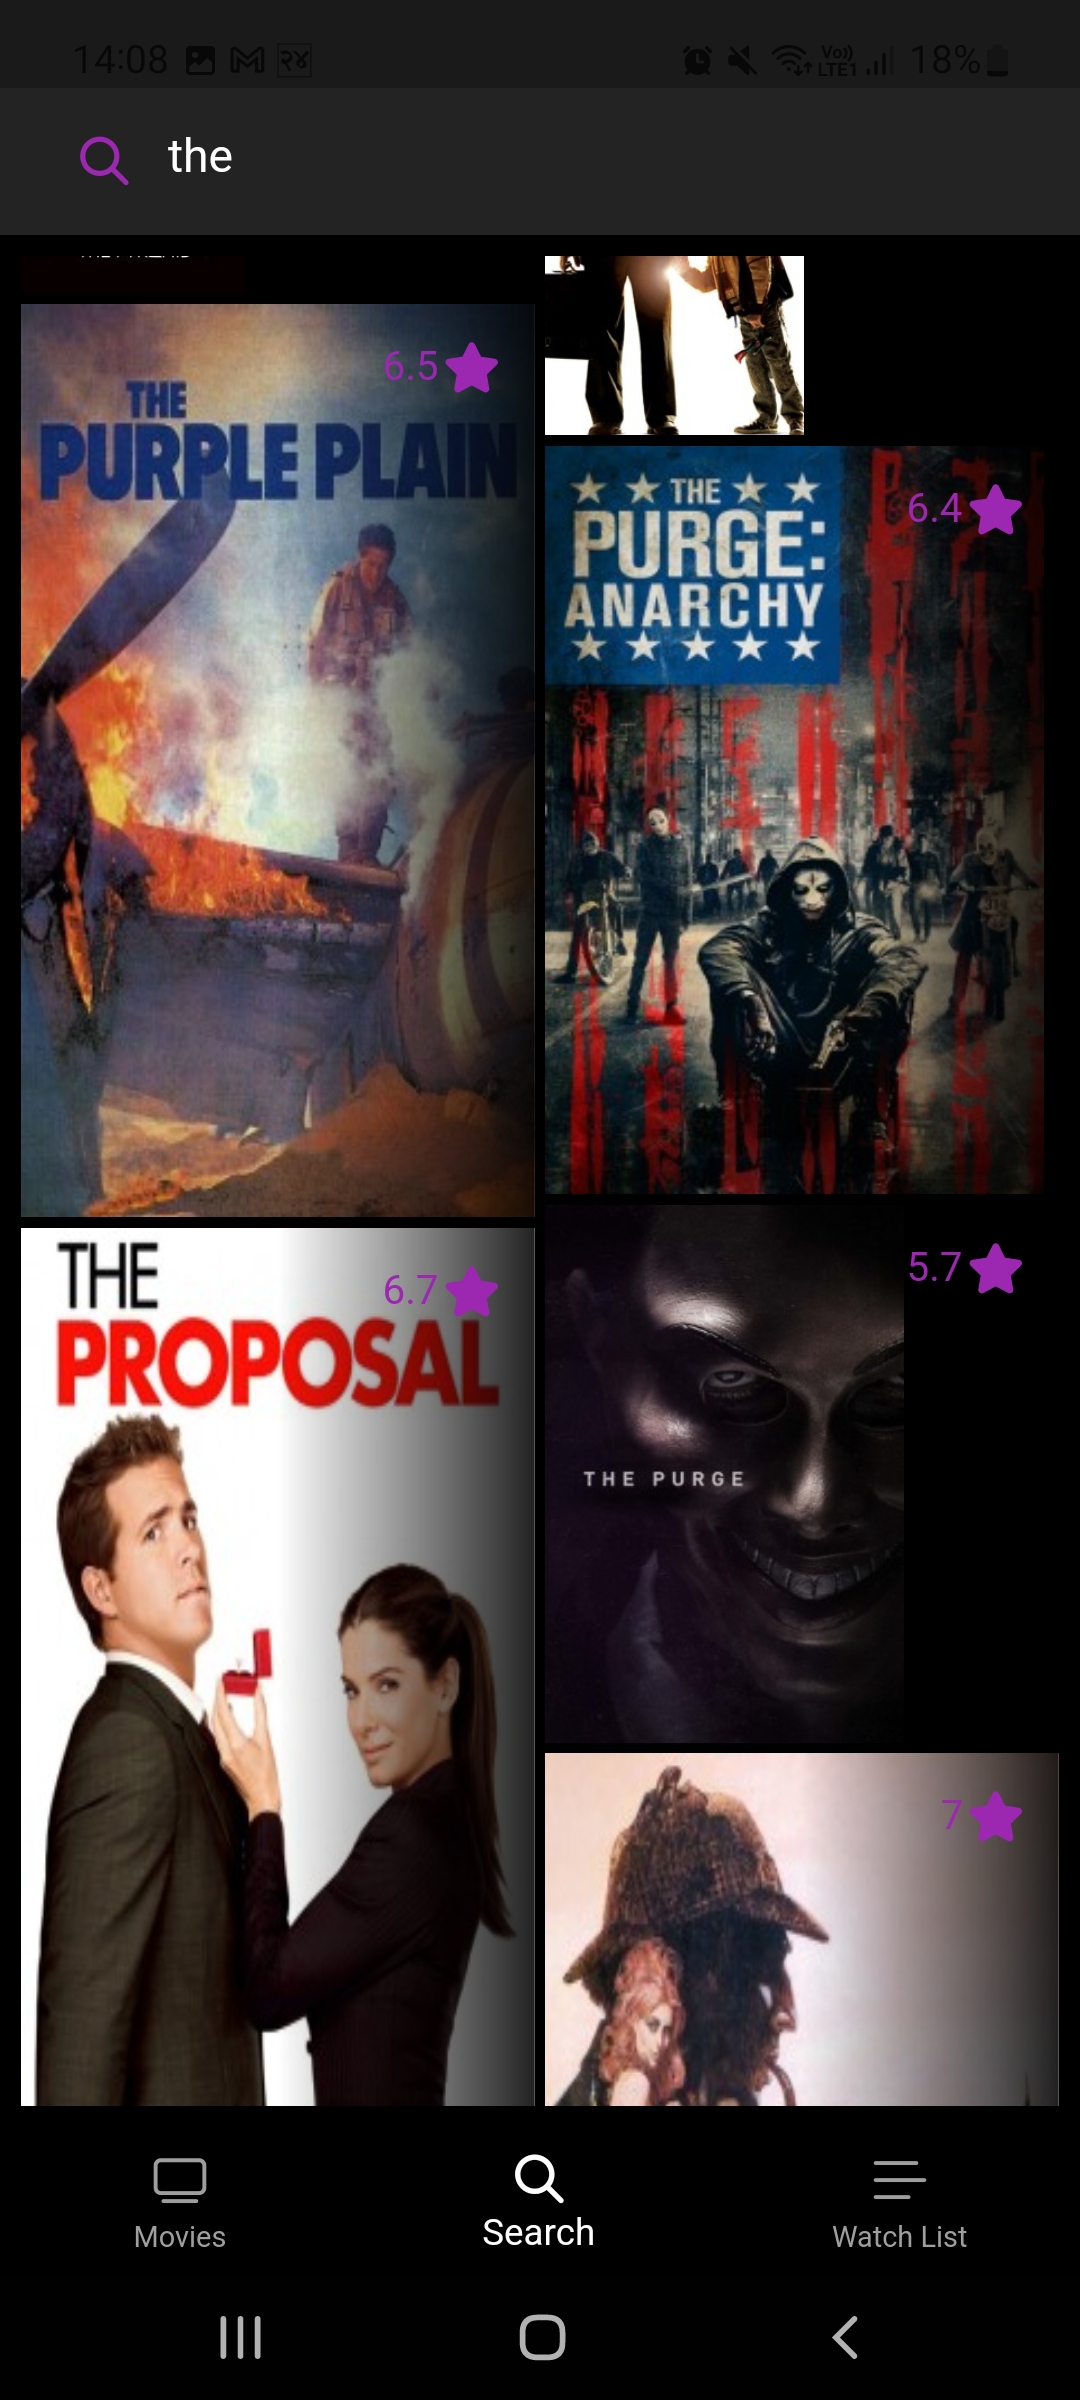 14:08 २४ Vo)) LTE1 18%
the
6.5
THE
PURPLE PLAIN
6.4
THE
PURGE:
ANARCHY
6.7
THE
PROPOSAL
5.7
THE PURGE
7
Movies
Search
Watch List